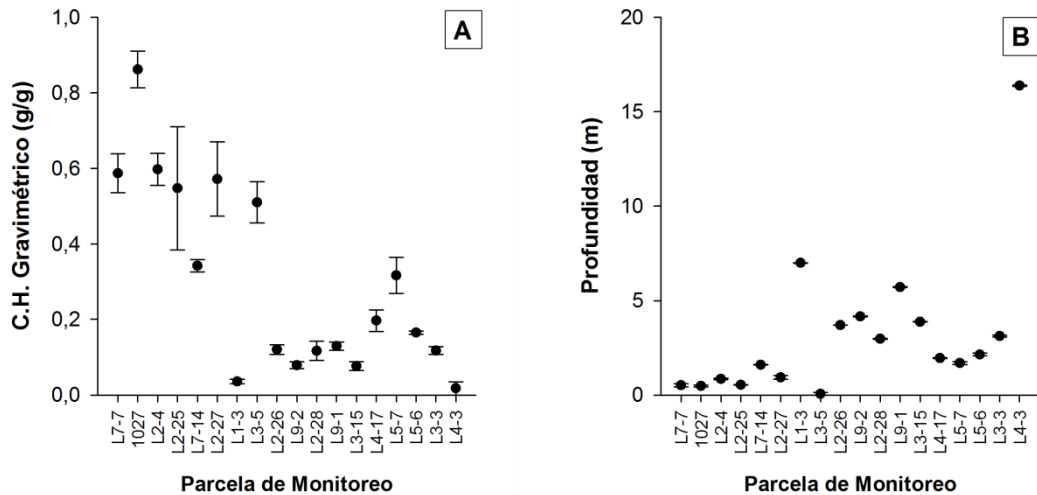 A
C.H. Gravimétrico (g/g)
1,0
0,8
0,6
0,4
0,2
0,0
L7-7
1027
L2-4
L2-25
L7-14
L2-27
L1-3
L3-5
L2-26
L9-2
L2-28
L9-1
L3-15
L4-17
L5-7
L5-6
L3-3
L4-3
Parcela de Monitoreo
B
Profundidad (m)
20
15
10
5
0
L7-7
1027
L2-4
L2-25
L7-14
L2-27
L1-3
L3-5
L2-26
L9-2
L2-28
L9-1
L3-15
L4-17
L5-7
L5-6
L3-3
L4-3
Parcela de Monitoreo